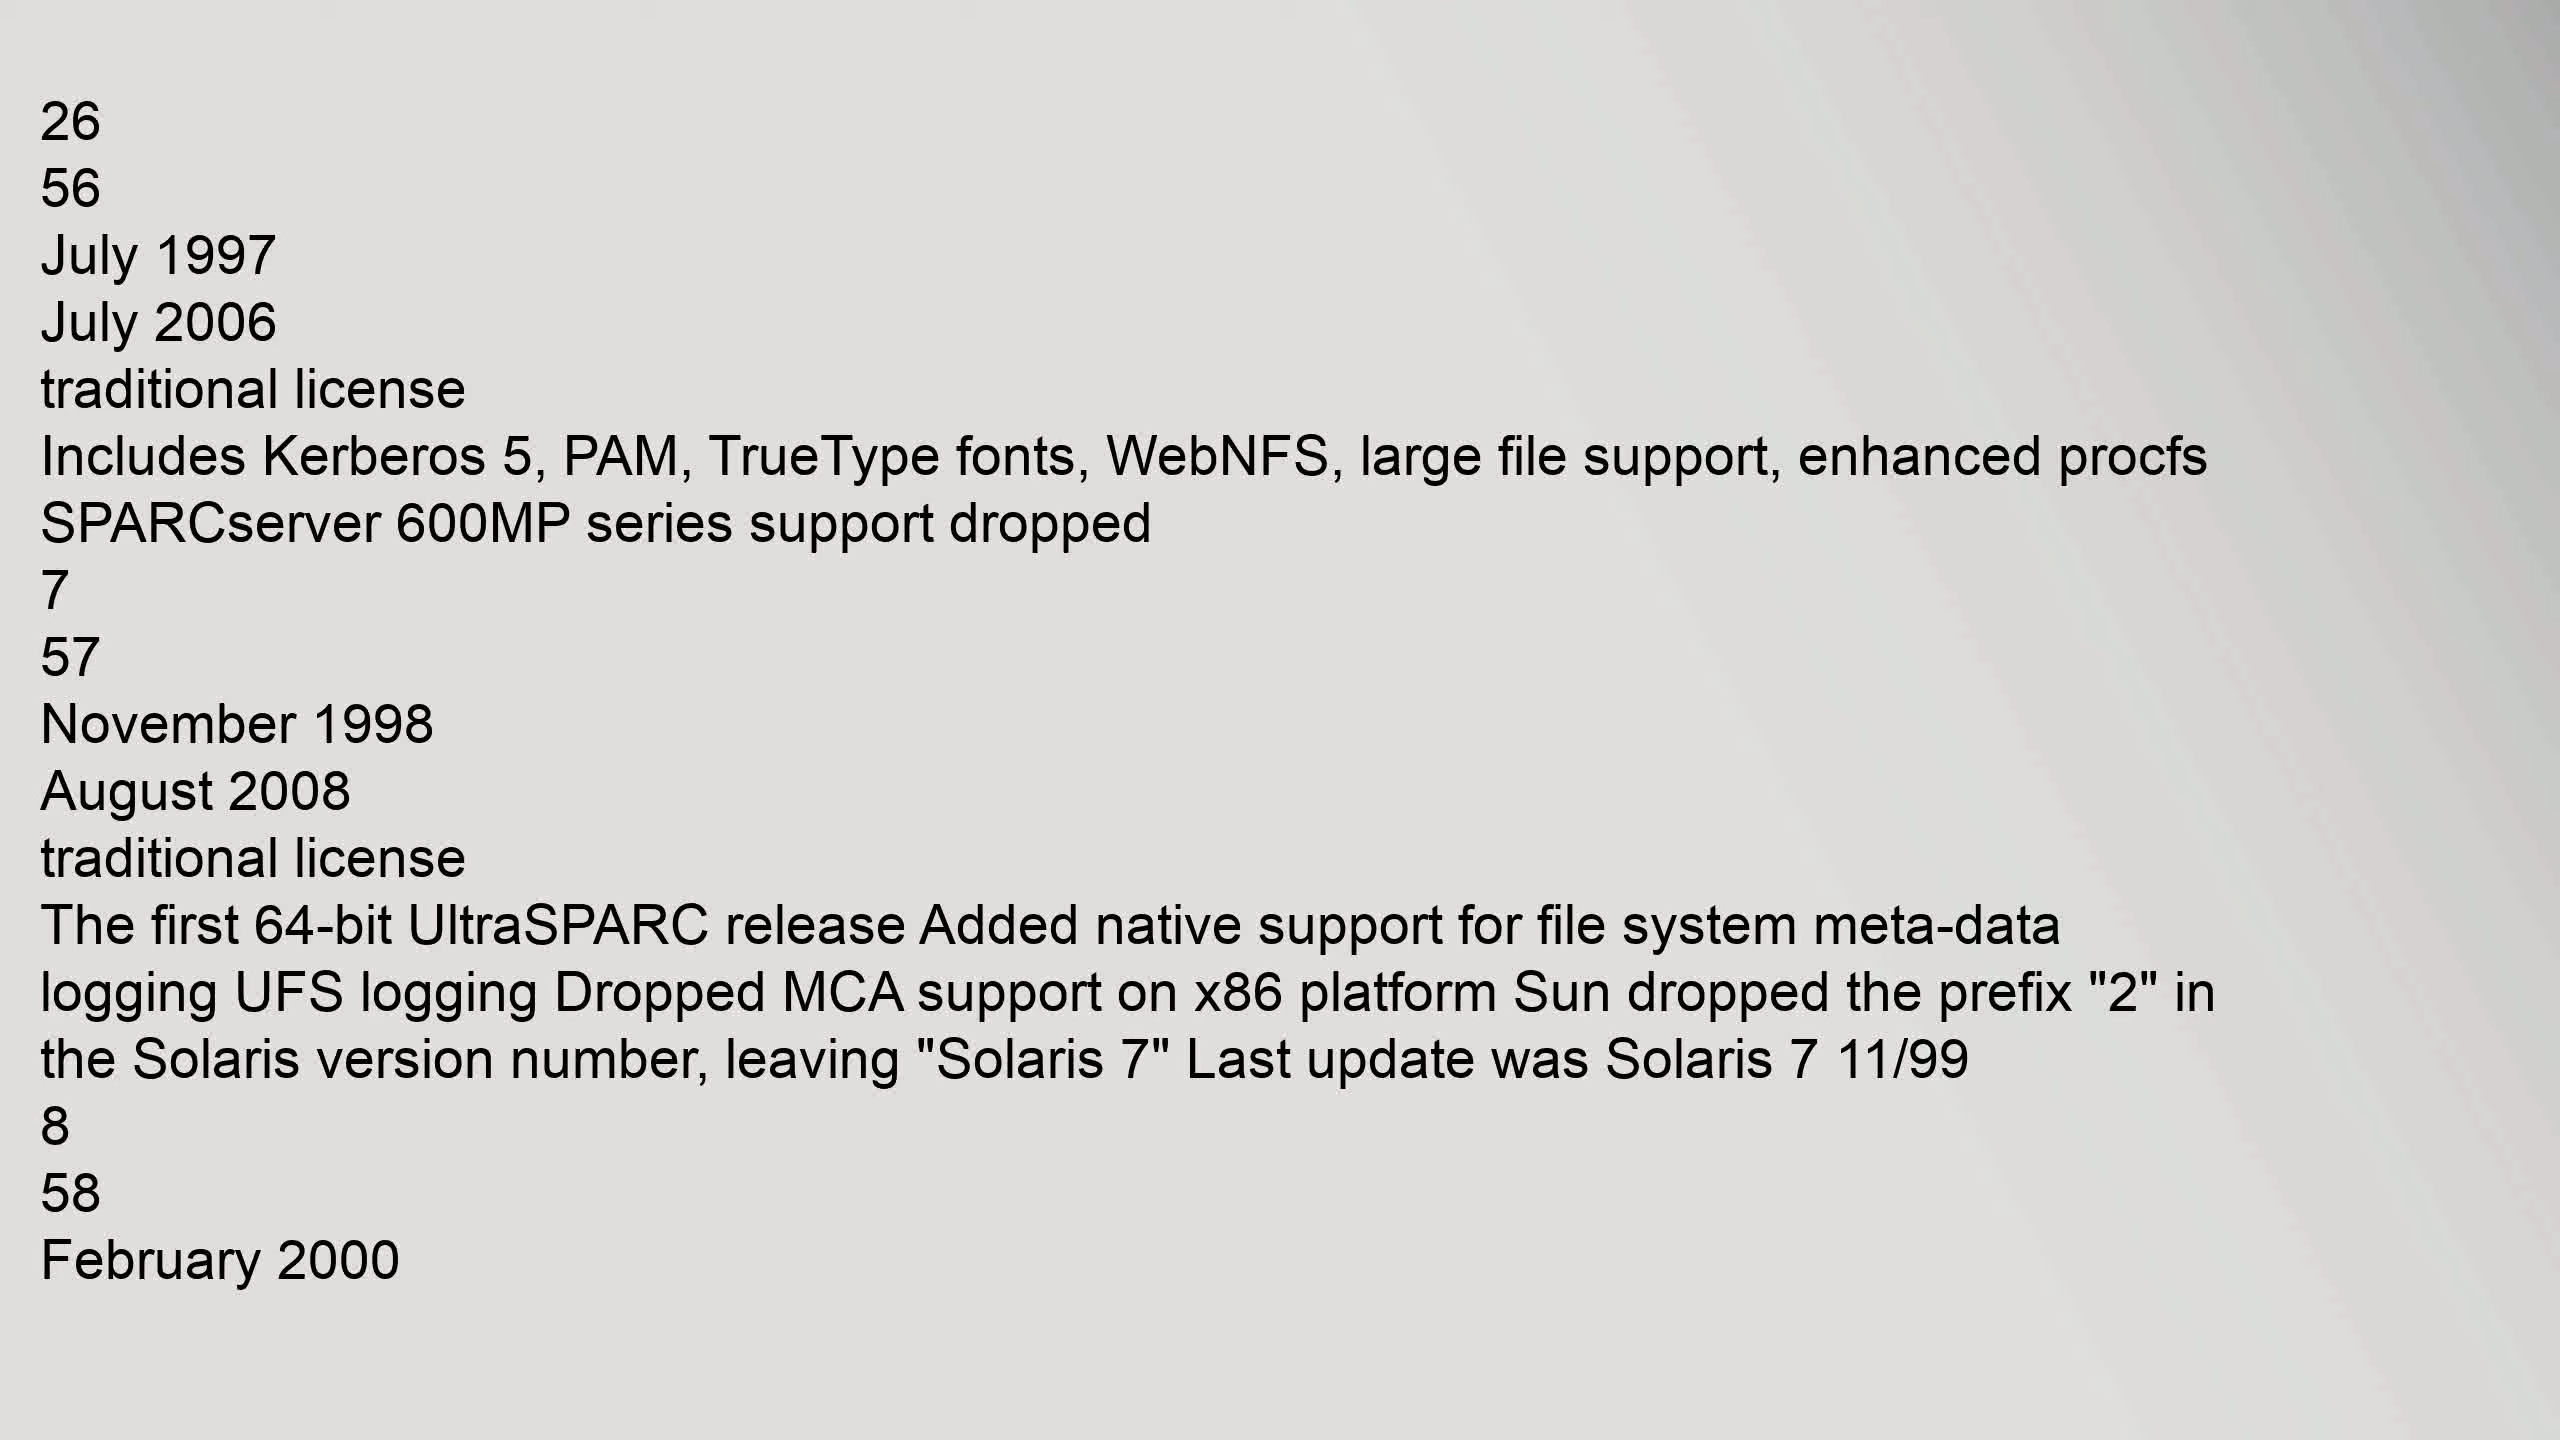 26
56
July 1997
July 2006
traditional license
Includes Kerberos 5, PAM, TrueType fonts, WebNFS, large file support, enhanced procfs
SPARCserver 600MP series support dropped
7
57
November 1998
August 2008
traditional license
The first 64-bit UltraSPARC release Added native support for file system meta-data
logging UFS logging Dropped MCA support on x86 platform Sun dropped the prefix "2" in
the Solaris version number, leaving "Solaris 7" Last update was Solaris 7 11/99
8
58
February 2000